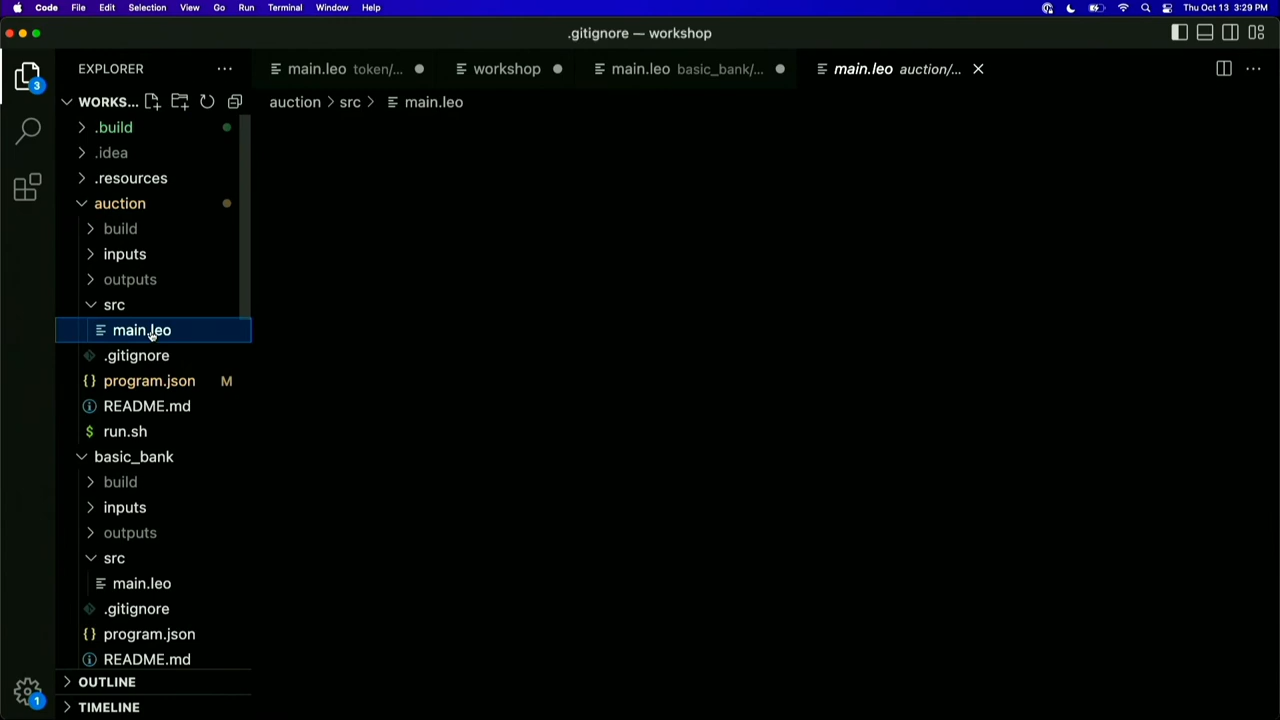 Code File Edit Selection View Go Run Terminal Window Help Thu Oct 13 3:29 PM
.gitignore — workshop
EXPLORER ··· main.leo token/... workshop main.leo basic_bank/... main.leo auction/... ···
3
WORKS... auction > src > main.leo
.build
.idea
.resources
auction
build
inputs
outputs
src
main.leo
.gitignore
{} program.json M
README.md
$ run.sh
basic_bank
build
inputs
outputs
src
main.leo
.gitignore
{} program.json
README.md
OUTLINE
1
TIMELINE